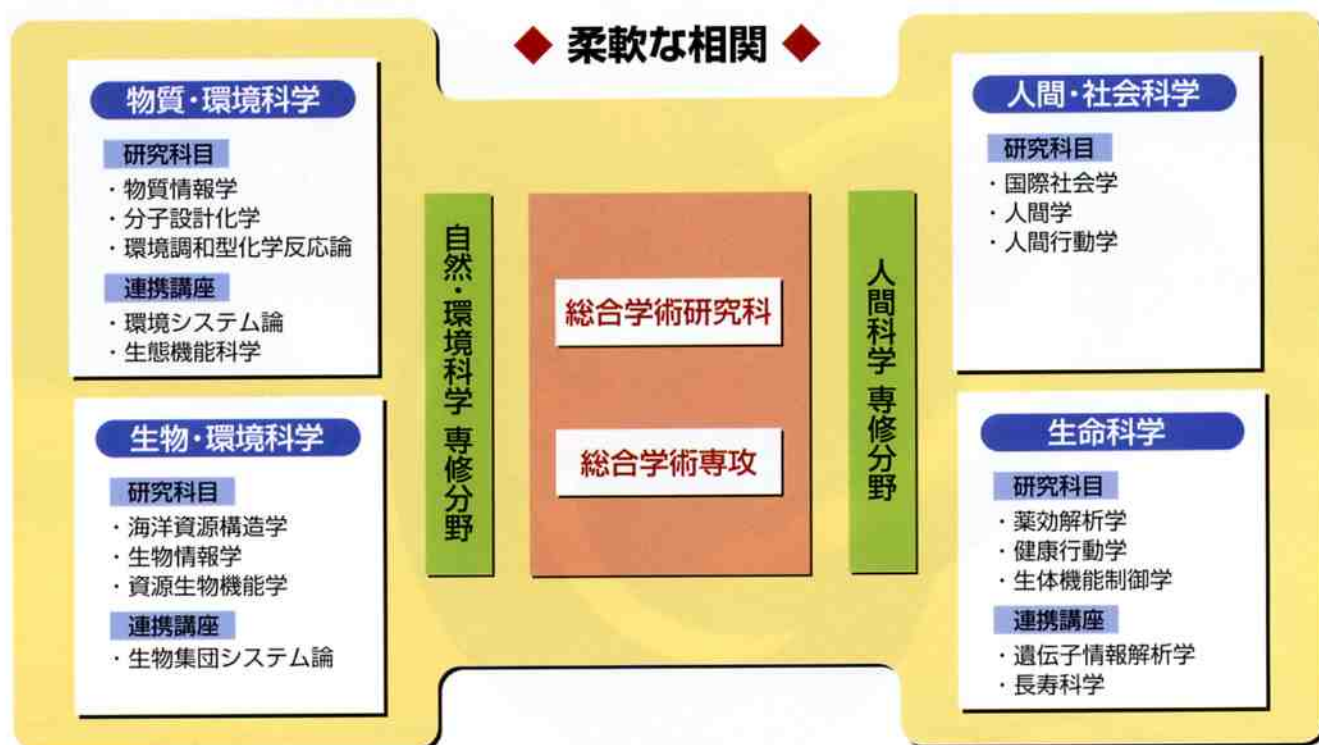 ◆ 柔軟な相関 ◆
物質・環境科学
研究科目
・物質情報学
・分子設計化学
・環境調和型化学反応論
連携講座
・環境システム論
・生態機能科学
生物・環境科学
研究科目
・海洋資源構造学
・生物情報学
・資源生物機能学
連携講座
・生物集団システム論
自然・環境科学 専修分野
総合学術研究科
総合学術専攻
人間科学 専修分野
人間・社会科学
研究科目
・国際社会学
・人間学
・人間行動学
生命科学
研究科目
・薬効解析学
・健康行動学
・生体機能制御学
連携講座
・遺伝子情報解析学
・長寿科学